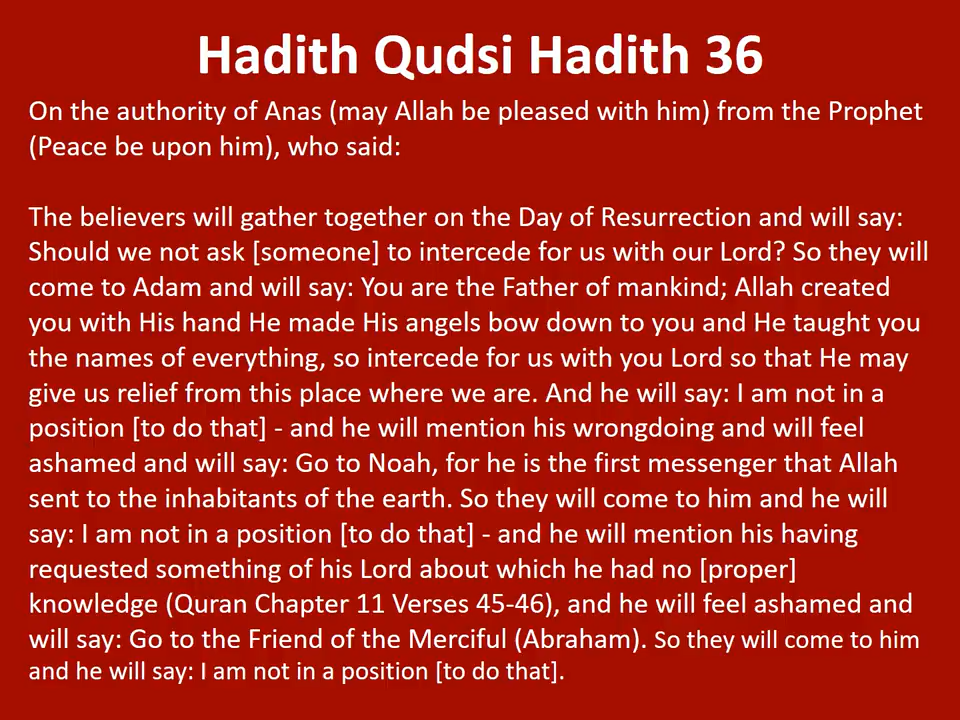 Hadith Qudsi Hadith 36
On the authority of Anas (may Allah be pleased with him) from the Prophet
(Peace be upon him), who said:
The believers will gather together on the Day of Resurrection and will say:
Should we not ask [someone] to intercede for us with our Lord? So they will
come to Adam and will say: You are the Father of mankind; Allah created
you with His hand He made His angels bow down to you and He taught you
the names of everything, so intercede for us with you Lord so that He may
give us relief from this place where we are. And he will say: I am not in a
position [to do that] - and he will mention his wrongdoing and will feel
ashamed and will say: Go to Noah, for he is the first messenger that Allah
sent to the inhabitants of the earth. So they will come to him and he will
say: I am not in a position [to do that] - and he will mention his having
requested something of his Lord about which he had no [proper]
knowledge (Quran Chapter 11 Verses 45-46), and he will feel ashamed and
will say: Go to the Friend of the Merciful (Abraham). So they will come to him
and he will say: I am not in a position [to do that].